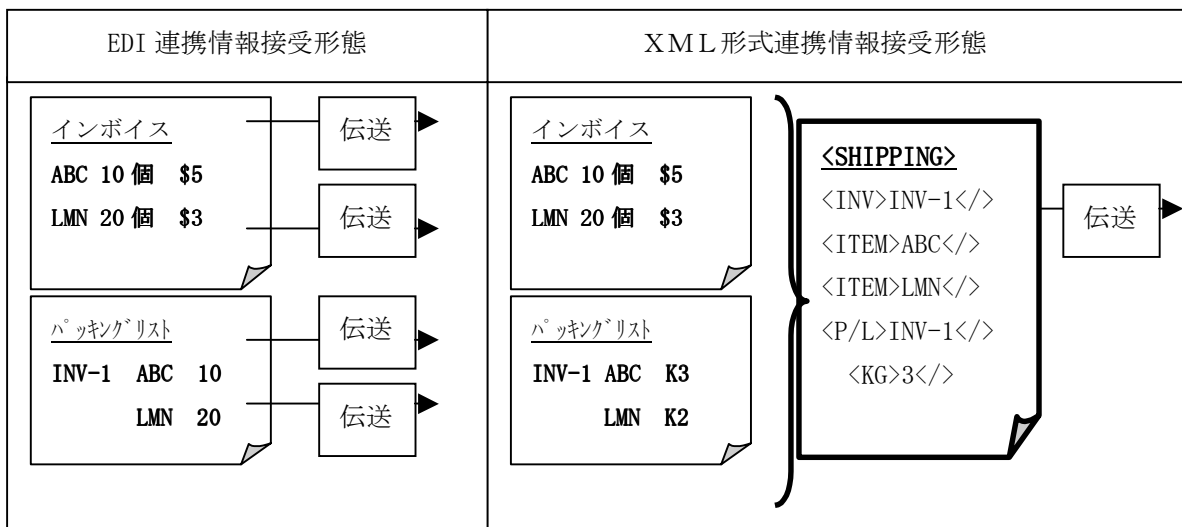 EDI 連携情報接受形態
XML形式連携情報接受形態
インボイス
ABC 10個 $5
LMN 20個 $3
伝送
伝送
パッキングリスト
INV-1 ABC 10
LMN 20
伝送
伝送
インボイス
ABC 10個 $5
LMN 20個 $3
パッキングリスト
INV-1 ABC K3
LMN K2
<SHIPPING>
<INV>INV-1</>
<ITEM>ABC</>
<ITEM>LMN</>
<P/L>INV-1</>
<KG>3</>
伝送